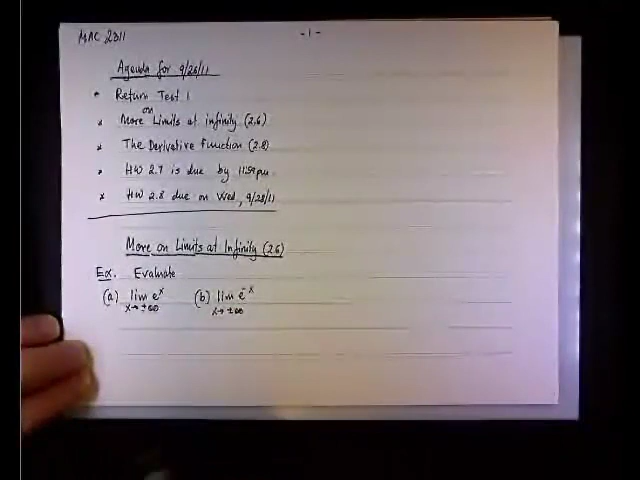 MAC 2311
-1-
Agenda for 9/26/11
* Return Test 1
* More on Limits at infinity (2.6)
* The Derivative function (2.8)
* HW 2.7 is due by 11:59pm
* HW 2.8 due on Wed, 9/28/11
More on Limits at Infinity (2.6)
Ex. Evaluate
(a) lim e^x (b) lim e^-x
x→±∞ x→±∞